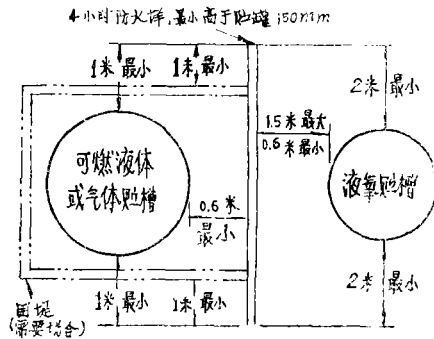 4小时防火墙,最小高于贮罐150mm
1米 最小
1米 最小
2米 最小
1.5米 最大
0.6米 最小
可燃液体
或气体贮槽
液氧贮槽
0.6米
最小
2米 最小
1米 最小
1米 最小
围堤
(需要场合)